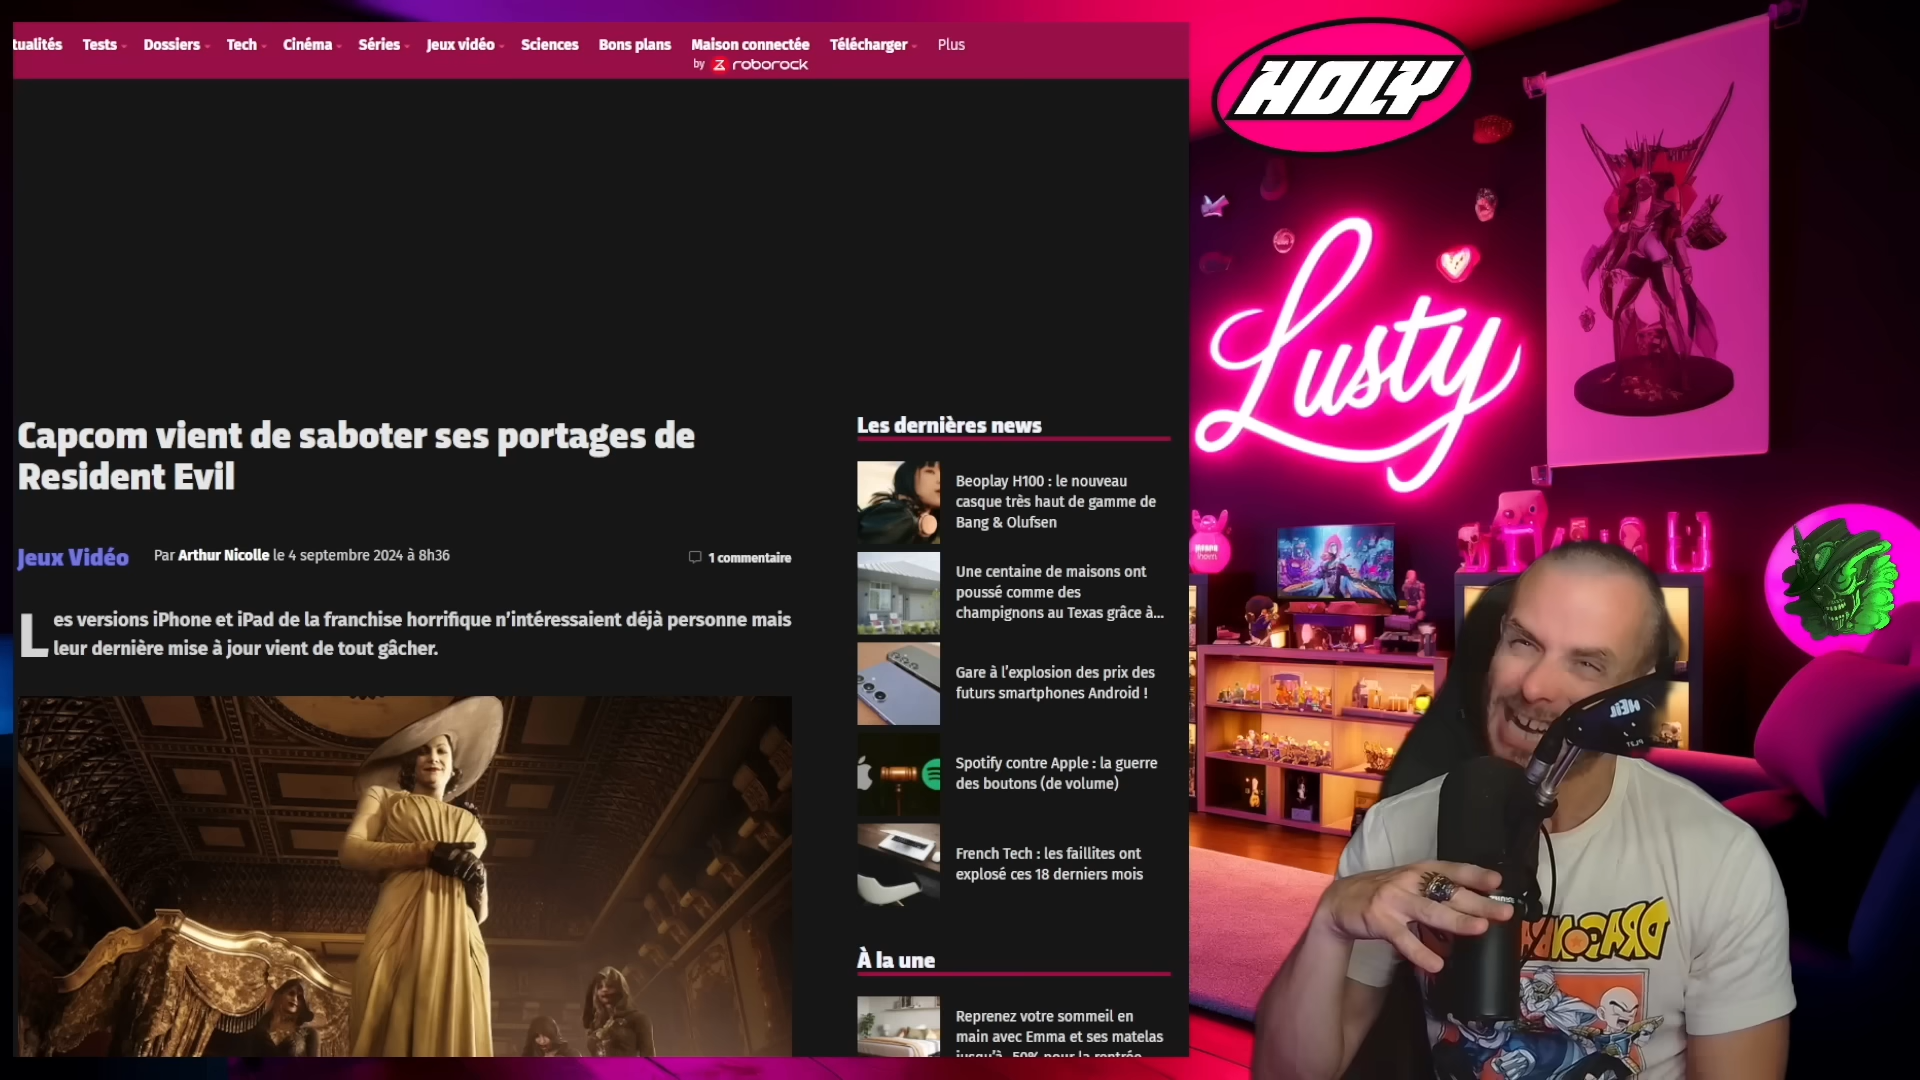 tualités Tests Dossiers Tech Cinéma Séries Jeux vidéo Sciences Bons plans Maison connectée Télécharger Plus
by roborock
Capcom vient de saboter ses portages de
Resident Evil
Jeux Vidéo Par Arthur Nicolle le 4 septembre 2024 à 8h36 1 commentaire
Les versions iPhone et iPad de la franchise horrifique n'intéressaient déjà personne mais
leur dernière mise à jour vient de tout gâcher.
Les dernières news
Beoplay H100 : le nouveau
casque très haut de gamme de
Bang & Olufsen
Une centaine de maisons ont
poussé comme des
champignons au Texas grâce à...
Gare à l'explosion des prix des
futurs smartphones Android !
Spotify contre Apple : la guerre
des boutons (de volume)
French Tech : les faillites ont
explosé ces 18 derniers mois
À la une
Reprenez votre sommeil en
main avec Emma et ses matelas
HOLY
Lusty